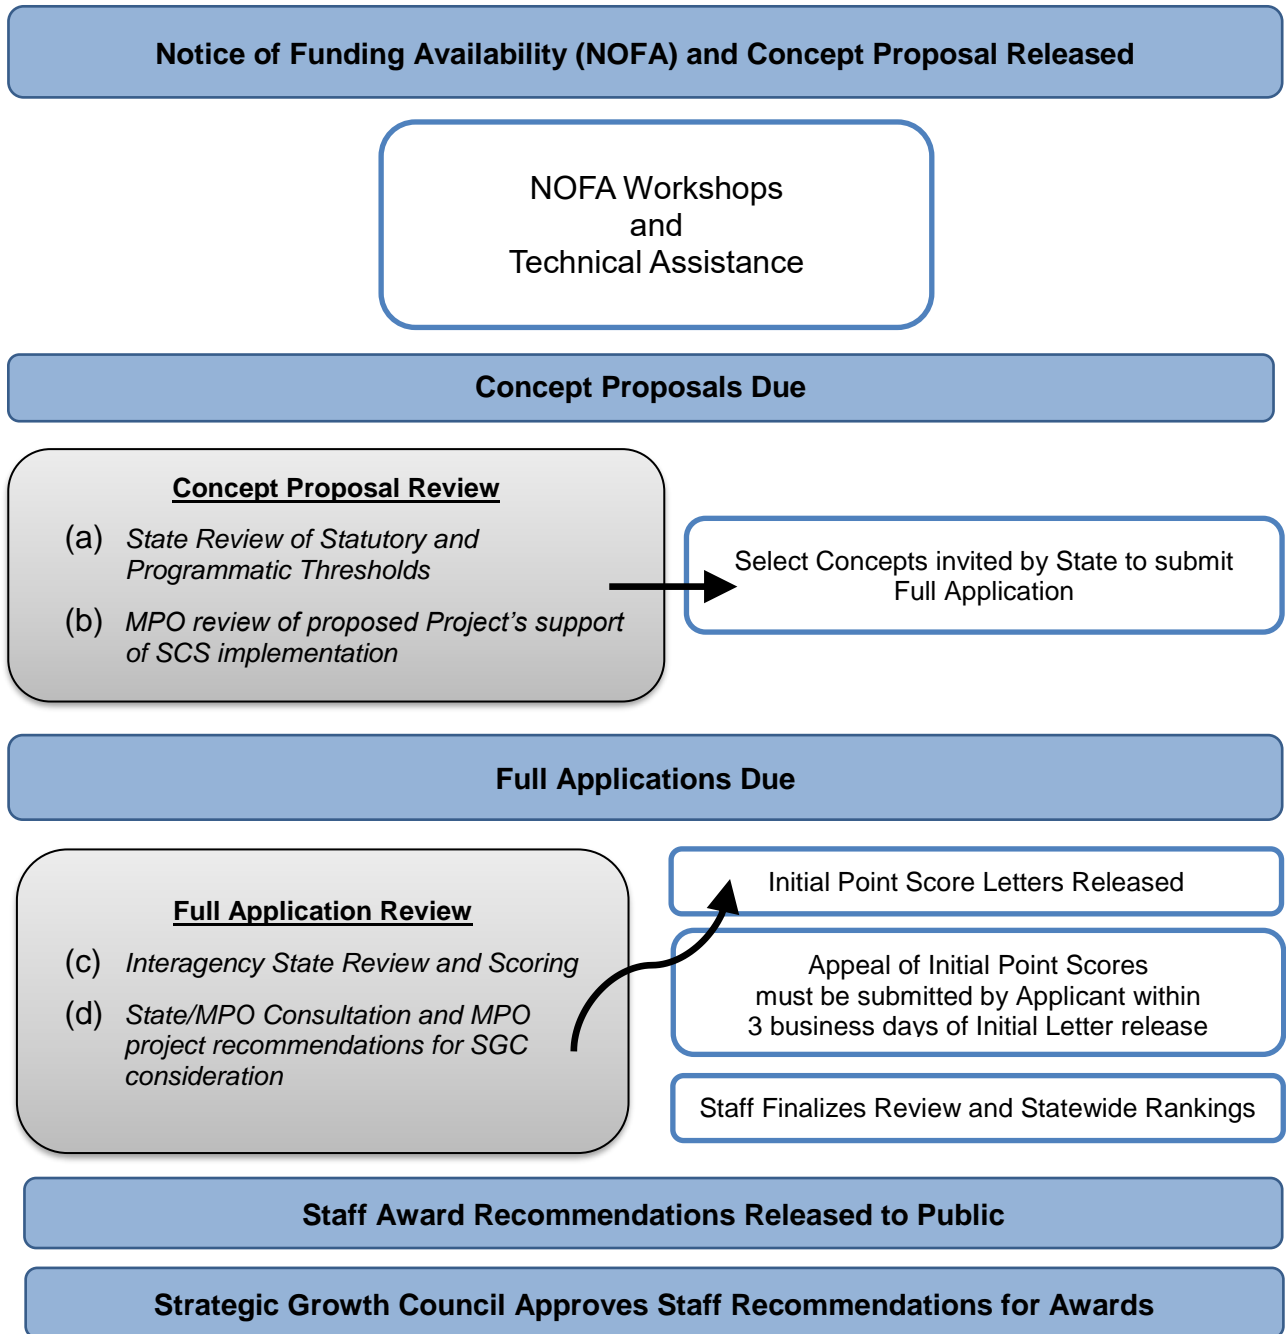 Notice of Funding Availability (NOFA) and Concept Proposal Released
NOFA Workshops
and
Technical Assistance
Concept Proposals Due
Concept Proposal Review
(a) State Review of Statutory and
Programmatic Thresholds
(b) MPO review of proposed Project’s support
of SCS implementation
Select Concepts invited by State to submit
Full Application
Full Applications Due
Full Application Review
(c) Interagency State Review and Scoring
(d) State/MPO Consultation and MPO
project recommendations for SGC
consideration
Initial Point Score Letters Released
Appeal of Initial Point Scores
must be submitted by Applicant within
3 business days of Initial Letter release
Staff Finalizes Review and Statewide Rankings
Staff Award Recommendations Released to Public
Strategic Growth Council Approves Staff Recommendations for Awards